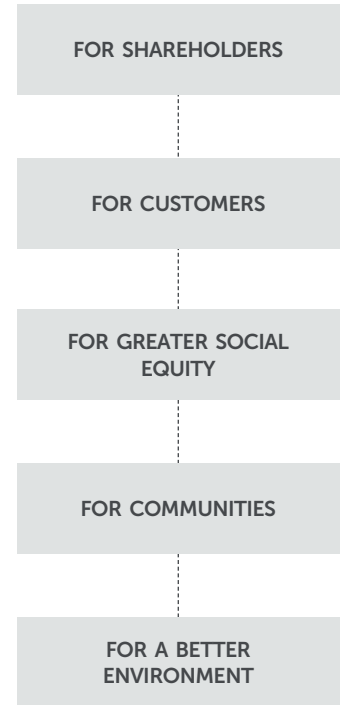 FOR SHAREHOLDERS
FOR CUSTOMERS
FOR GREATER SOCIAL
EQUITY
FOR COMMUNITIES
FOR A BETTER
ENVIRONMENT